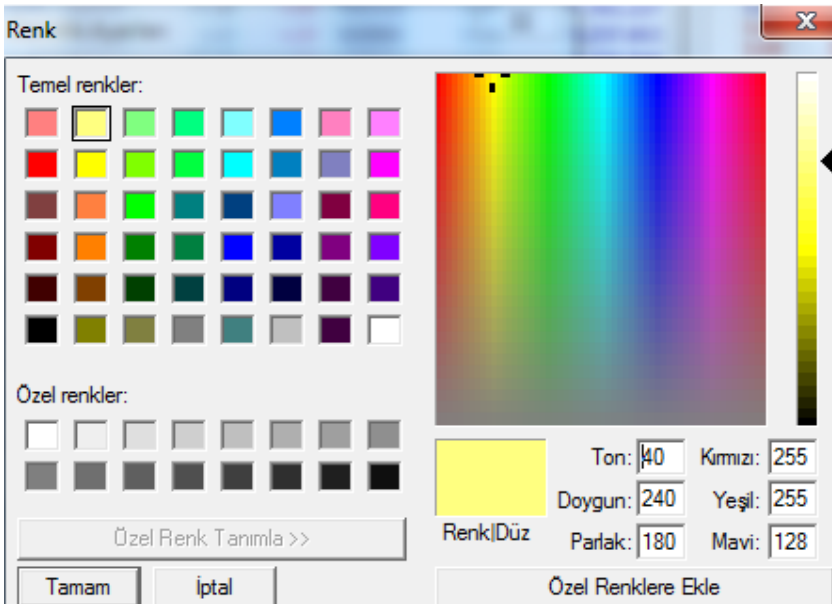 Renk
Temel renkler:
Özel renkler:
Özel Renk Tanımla >>
Tamam
İptal
Renk|Düz
Ton: 40
Kırmızı: 255
Doygun: 240
Yeşil: 255
Parlak: 180
Mavi: 128
Özel Renklere Ekle